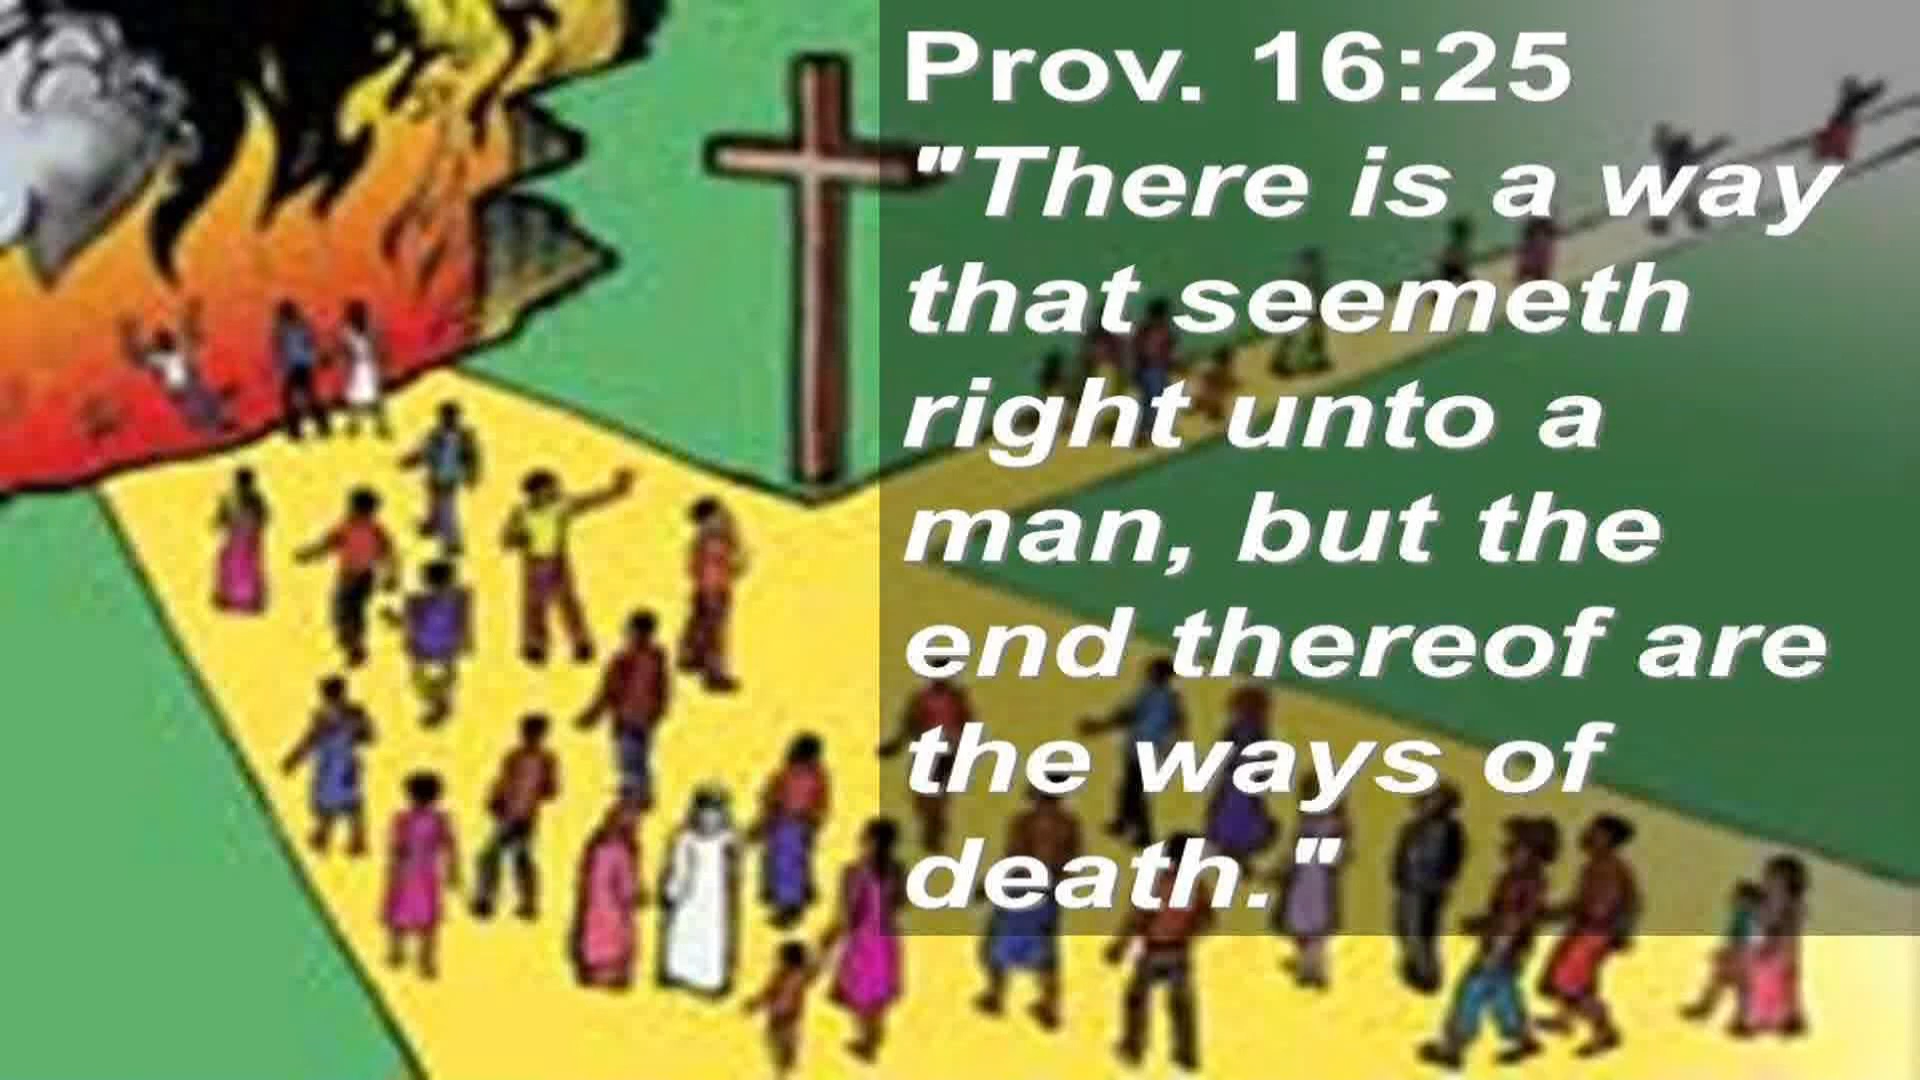 Prov. 16:25
"There is a way
that seemeth
right unto a
man, but the
end thereof are
the ways of
death."